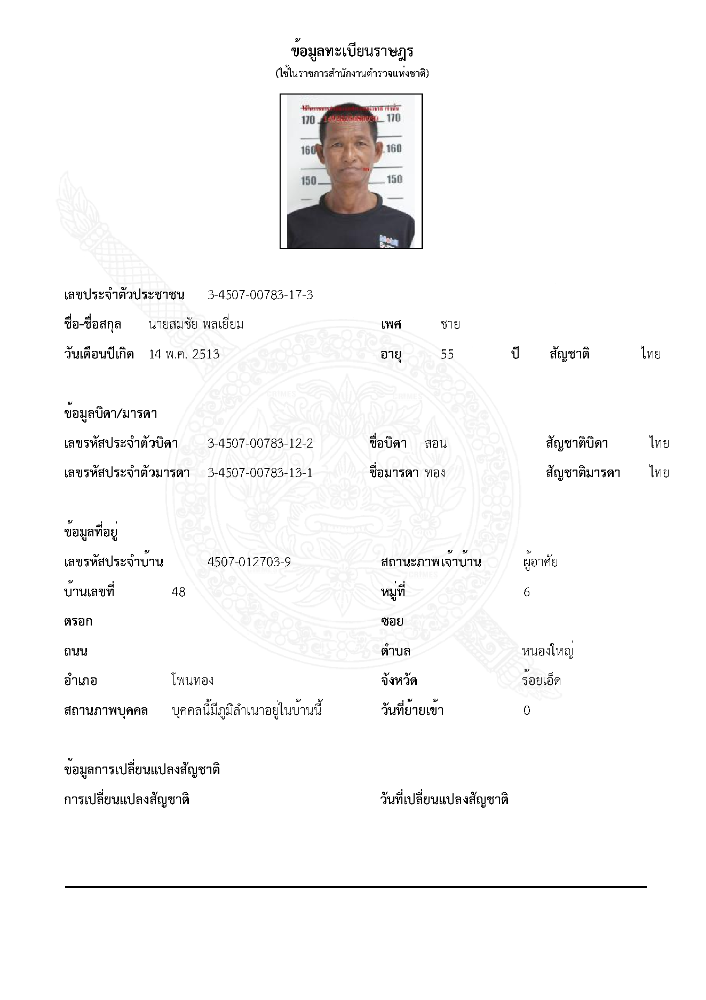 ข้อมูลทะเบียนราษฎร
(ใช้ในราชการสำนักงานตำรวจแห่งชาติ)
170 170
160 160
150 150
Mobil
เลขประจำตัวประชาชน 3-4507-00783-17-3
ชื่อ-ชื่อสกุล นายสมชัย พลเยี่ยม เพศ ชาย
วันเดือนปีเกิด 14 พ.ค. 2513 อายุ 55 ปี สัญชาติ ไทย
CRIMES CRIMES
ข้อมูลบิดา/มารดา
เลขรหัสประจำตัวบิดา 3-4507-00783-12-2 ชื่อบิดา สอน สัญชาติบิดา ไทย
เลขรหัสประจำตัวมารดา 3-4507-00783-13-1 ชื่อมารดา ทอง สัญชาติมารดา ไทย
ข้อมูลที่อยู่
เลขรหัสประจำบ้าน 4507-012703-9 สถานะภาพเจ้าบ้าน ผู้อาศัย
CRIMES CRIMES
บ้านเลขที่ 48 หมู่ที่ 6
ตรอก ซอย
ถนน ตำบล หนองใหญ่
อำเภอ โพนทอง จังหวัด ร้อยเอ็ด
สถานภาพบุคคล บุคคลนี้มีภูมิลำเนาอยู่ในบ้านนี้ วันที่ย้ายเข้า 0
ข้อมูลการเปลี่ยนแปลงสัญชาติ
การเปลี่ยนแปลงสัญชาติ วันที่เปลี่ยนแปลงสัญชาติ